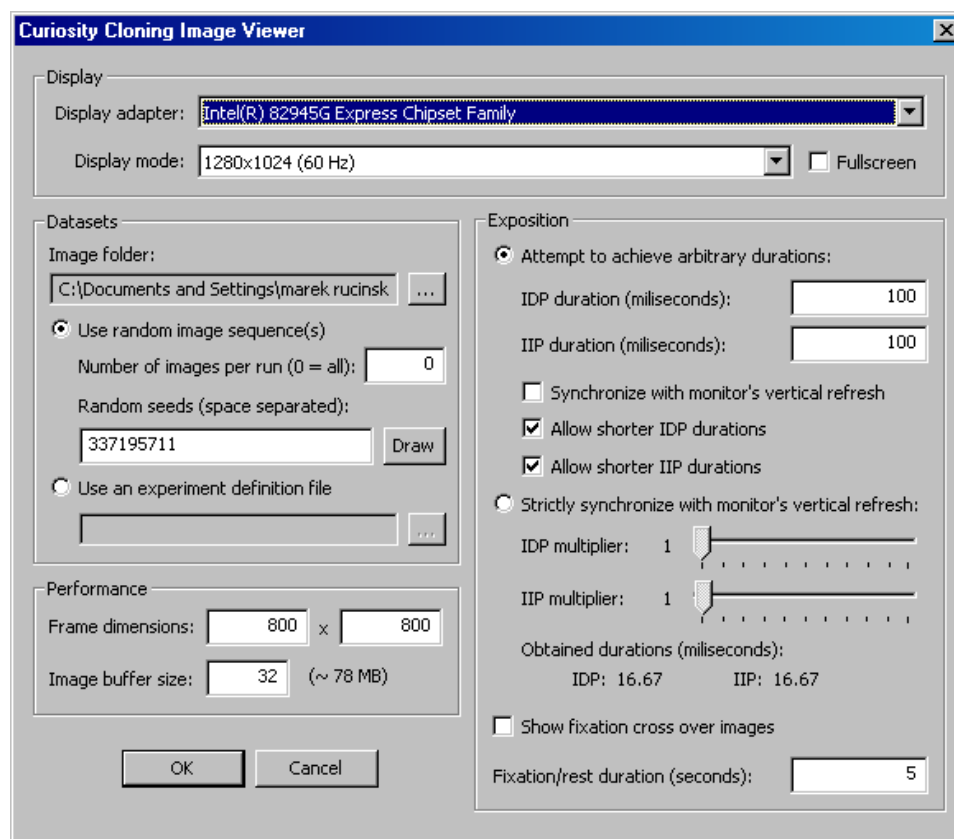 Curiosity Cloning Image Viewer
Display
Display adapter: Intel(R) 82945G Express Chipset Family
Display mode: 1280x1024 (60 Hz) Fullscreen
Datasets
Image folder:
C:\Documents and Settings\marek rucinsk ...
Use random image sequence(s)
Number of images per run (0 = all): 0
Random seeds (space separated):
337195711 Draw
Use an experiment definition file
...
Performance
Frame dimensions: 800 x 800
Image buffer size: 32 (~ 78 MB)
OK Cancel
Exposition
Attempt to achieve arbitrary durations:
IDP duration (miliseconds): 100
IIP duration (miliseconds): 100
Synchronize with monitor's vertical refresh
Allow shorter IDP durations
Allow shorter IIP durations
Strictly synchronize with monitor's vertical refresh:
IDP multiplier: 1
IIP multiplier: 1
Obtained durations (miliseconds):
IDP: 16.67 IIP: 16.67
Show fixation cross over images
Fixation/rest duration (seconds): 5